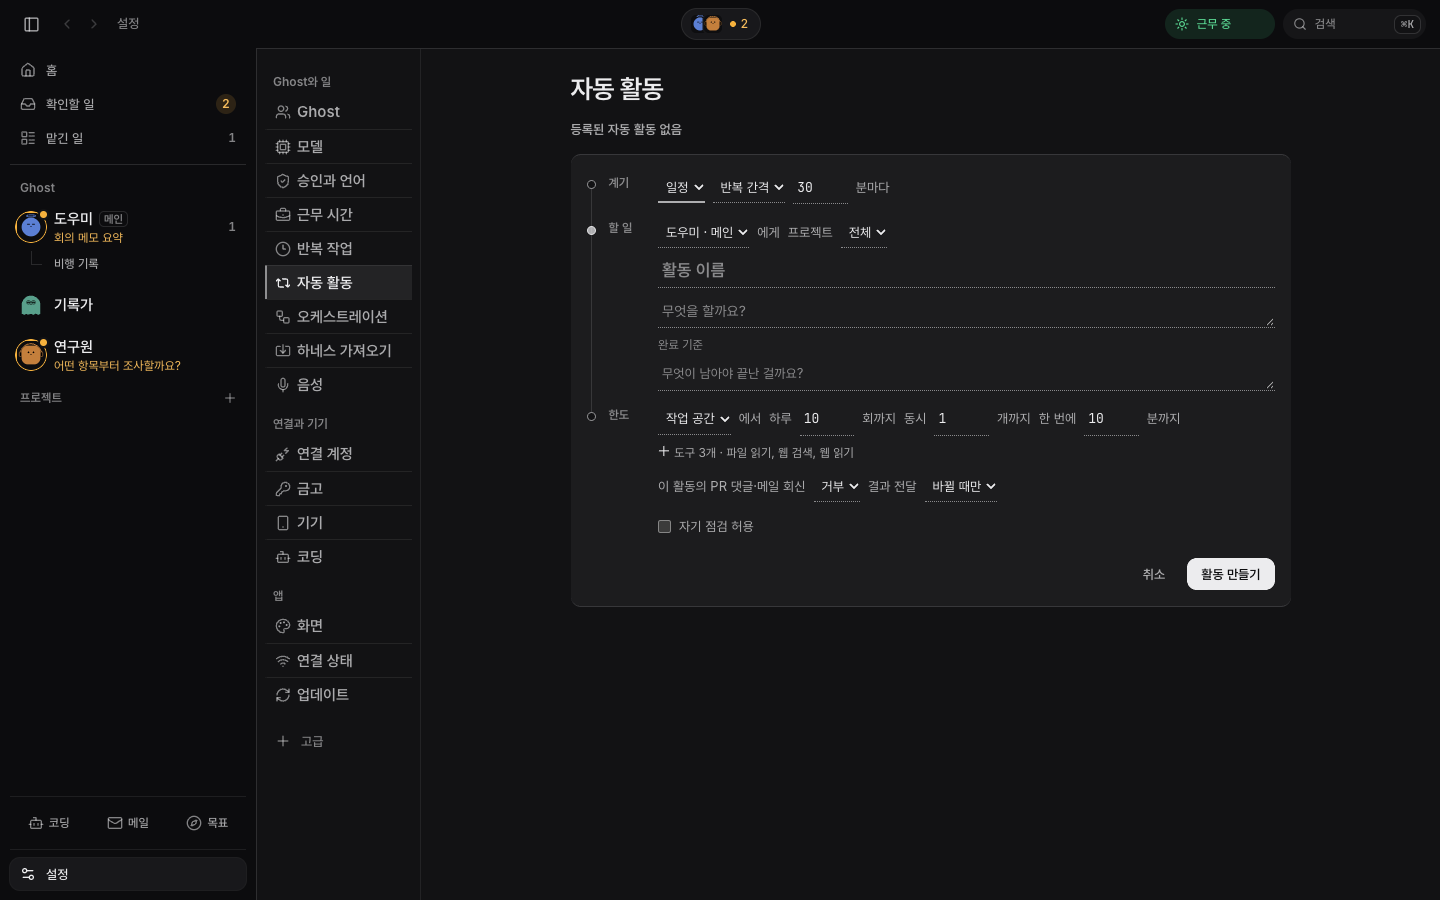 설정
2
근무 중
검색
⌘K
홈
확인할 일
2
맡긴 일
1
Ghost
도우미
메인
1
회의 메모 요약
비행 기록
기록가
연구원
어떤 항목부터 조사할까요?
프로젝트
코딩
메일
목표
설정
Ghost와 일
Ghost
모델
승인과 언어
근무 시간
반복 작업
자동 활동
오케스트레이션
하네스 가져오기
음성
연결과 기기
연결 계정
금고
기기
코딩
앱
화면
연결 상태
업데이트
고급
자동 활동
등록된 자동 활동 없음
계기 일정 반복 간격 30 분마다
할 일 도우미 · 메인 에게 프로젝트 전체
활동 이름
무엇을 할까요?
완료 기준
무엇이 남아야 끝난 걸까요?
한도 작업 공간 에서 하루 10 회까지 동시 1 개까지 한 번에 10 분까지
도구 3개 · 파일 읽기, 웹 검색, 웹 읽기
이 활동의 PR 댓글·메일 회신 거부 결과 전달 바뀔 때만
자기 점검 허용
취소 활동 만들기